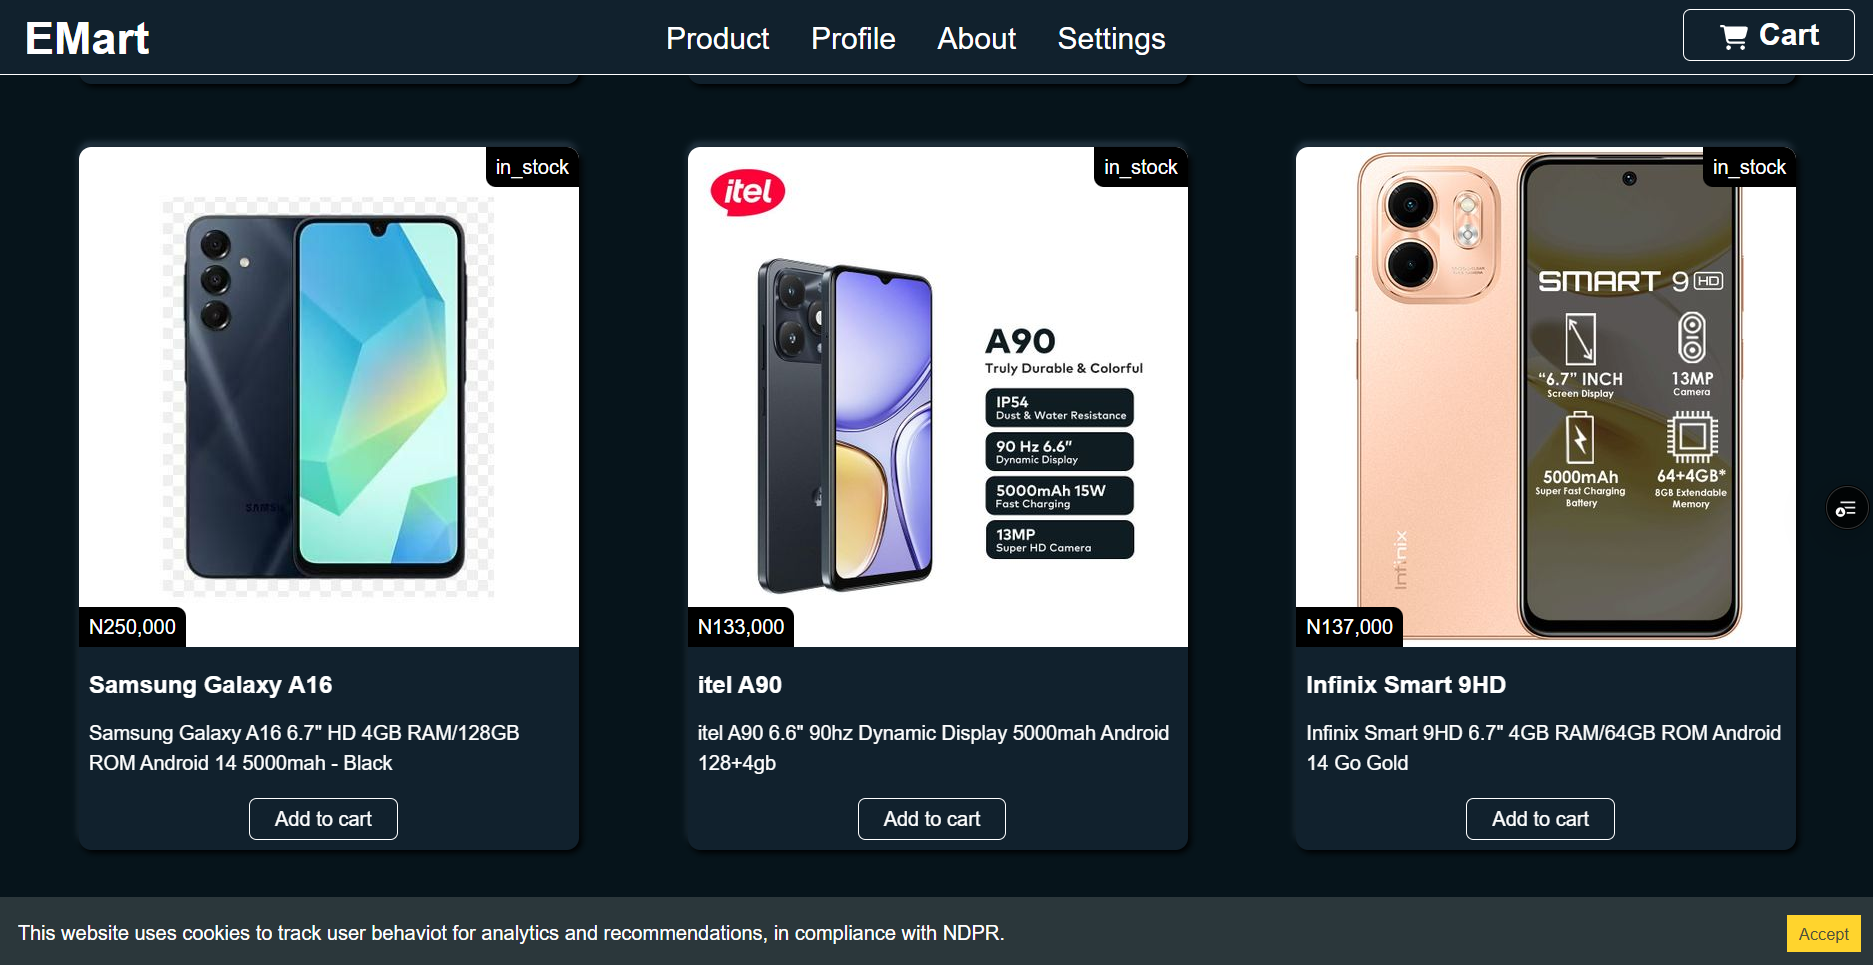 EMart
Product Profile About Settings
Cart
in_stock
N250,000
Samsung Galaxy A16
Samsung Galaxy A16 6.7" HD 4GB RAM/128GB
ROM Android 14 5000mah - Black
Add to cart
in_stock
itel
A90
Truly Durable & Colorful
IP54
Dust & Water Resistance
90 Hz 6.6”
Dynamic Display
5000mAh 15W
Fast Charging
13MP
Super HD Camera
N133,000
itel A90
itel A90 6.6" 90hz Dynamic Display 5000mah Android
128+4gb
Add to cart
in_stock
SMART 9 HD
“6.7” INCH
Screen Display
13MP
Camera
5000mAh
Super Fast Charging
Battery
64+4GB*
8GB Extendable
Memory
Infinix
N137,000
Infinix Smart 9HD
Infinix Smart 9HD 6.7" 4GB RAM/64GB ROM Android
14 Go Gold
Add to cart
This website uses cookies to track user behaviot for analytics and recommendations, in compliance with NDPR.
Accept